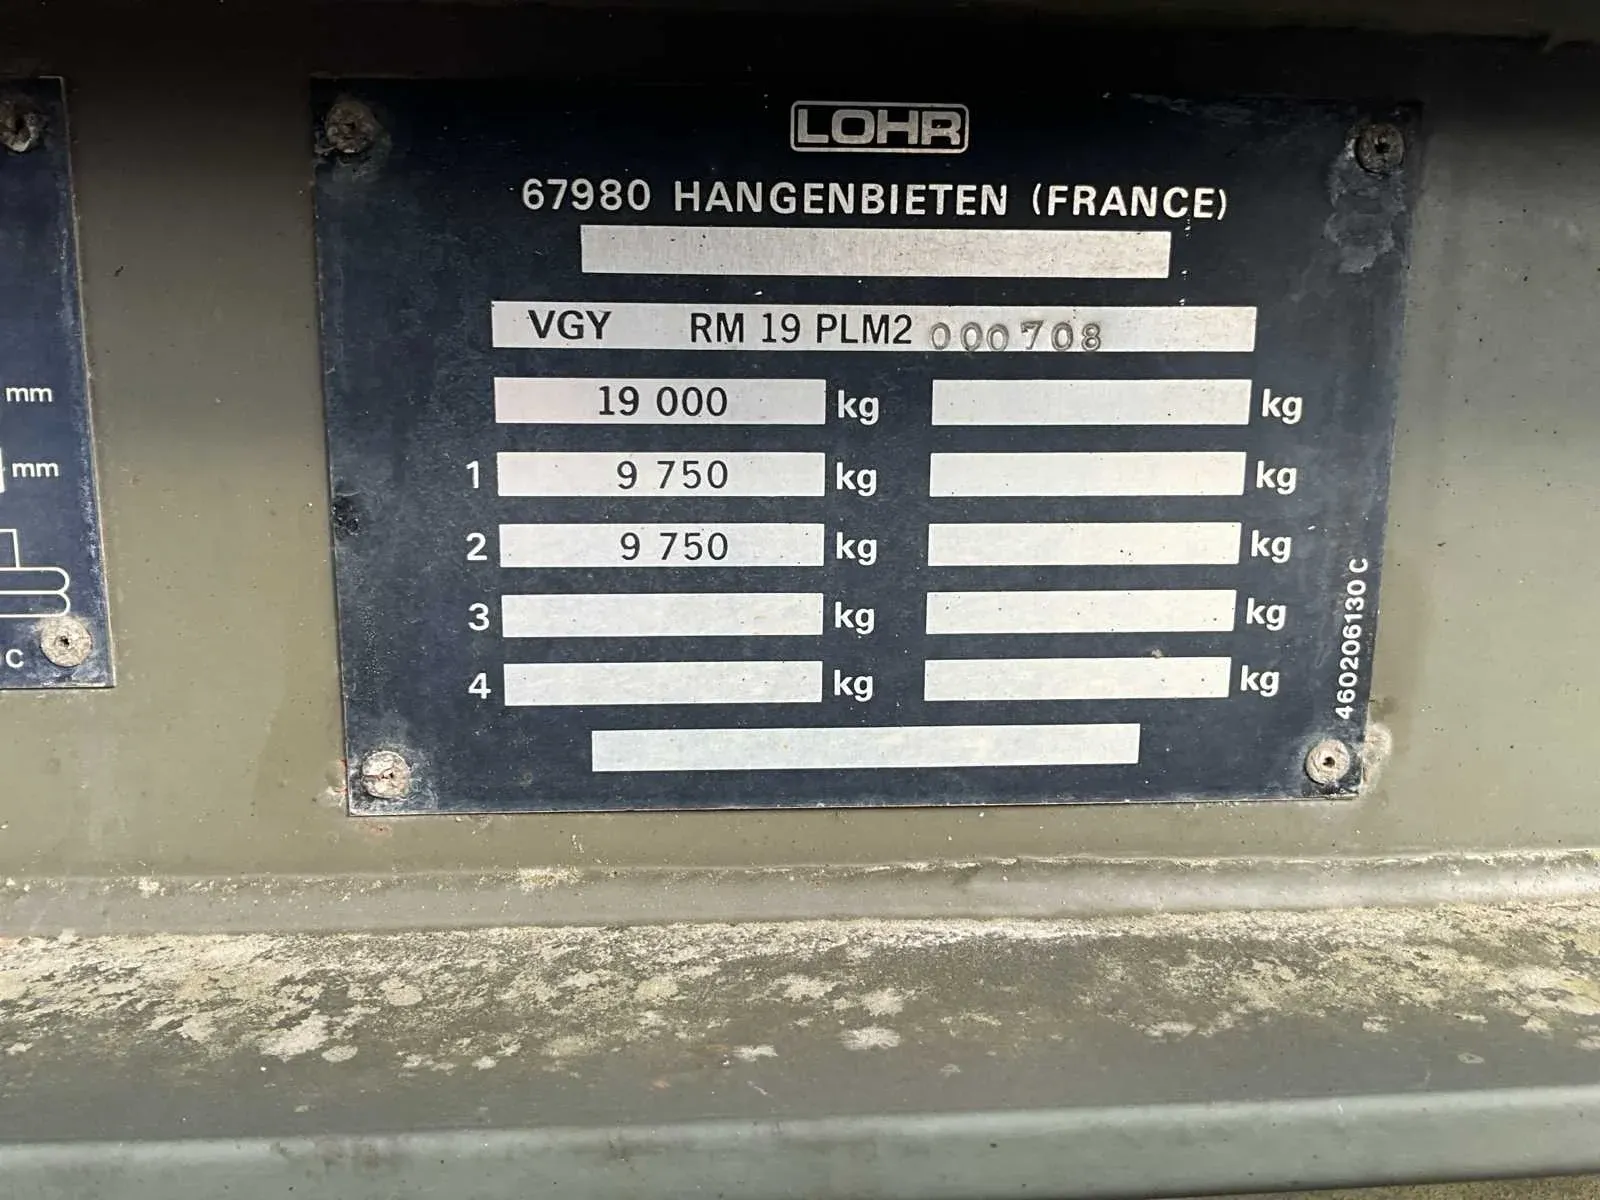 LOHR
67980 HANGENBIETEN (FRANCE)
VGY RM 19 PLM2 000708
19 000 kg kg
1 9 750 kg kg
2 9 750 kg kg
3 kg kg
4 kg kg
460206130 C
mm
mm
C